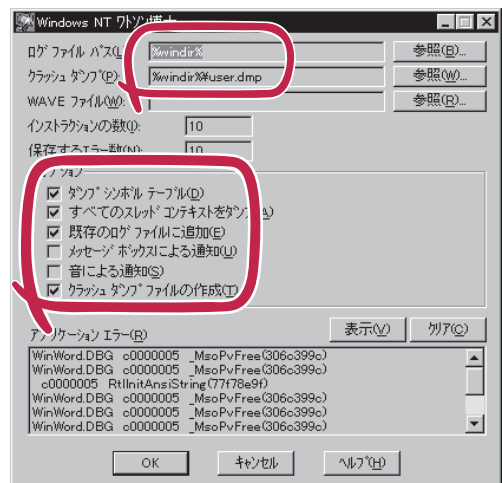 Windows NT ワトソン博士
ログ ファイル パス(L) %windir% 参照(B)...
クラッシュ ダンプ(P): %windir%¥user.dmp 参照(W)...
WAVE ファイル(W): 参照(R)...
インストラクションの数(I): 10
保存するエラー数(N): 10
オプション
ダンプ シンボル テーブル(D)
すべてのスレッド コンテキストをダンプ(A)
既存のログ ファイルに追加(E)
メッセージ ボックスによる通知(U)
音による通知(S)
クラッシュ ダンプ ファイルの作成(T)
アプリケーション エラー(R) 表示(V) クリア(C)
WinWord.DBG c0000005 _MsoPvFree(306c399c)
WinWord.DBG c0000005 _MsoPvFree(306c399c)
c0000005 RtlInitAnsiString(77f78e9f)
WinWord.DBG c0000005 _MsoPvFree(306c399c)
WinWord.DBG c0000005 _MsoPvFree(306c399c)
WinWord.DBG c0000005 _MsoPvFree(306c399c)
OK キャンセル ヘルプ(H)